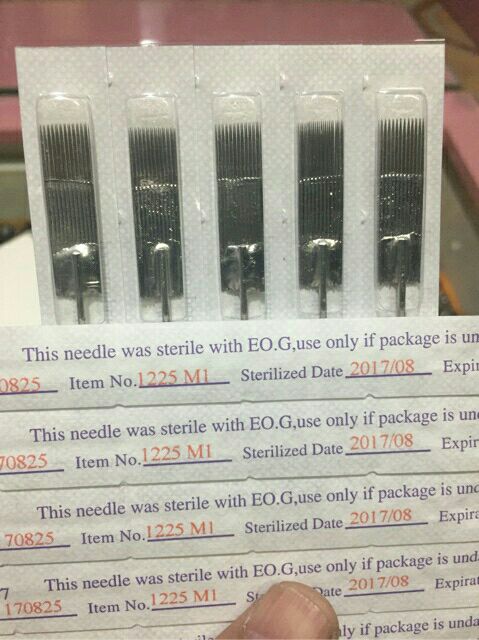 This needle was sterile with EO.G,use only if package is un
0825 Item No.1225 M1 Sterilized Date 2017/08 Expir
This needle was sterile with EO.G,use only if package is un
70825 Item No.1225 M1 Sterilized Date 2017/08 Expir
This needle was sterile with EO.G,use only if package is und
170825 Item No.1225 M1 Sterilized Date 2017/08 Expira
This needle was sterile with EO.G,use only if package is und
170825 Item No.1225 M1 St Date 2017/08 Expirat
only if package is unda